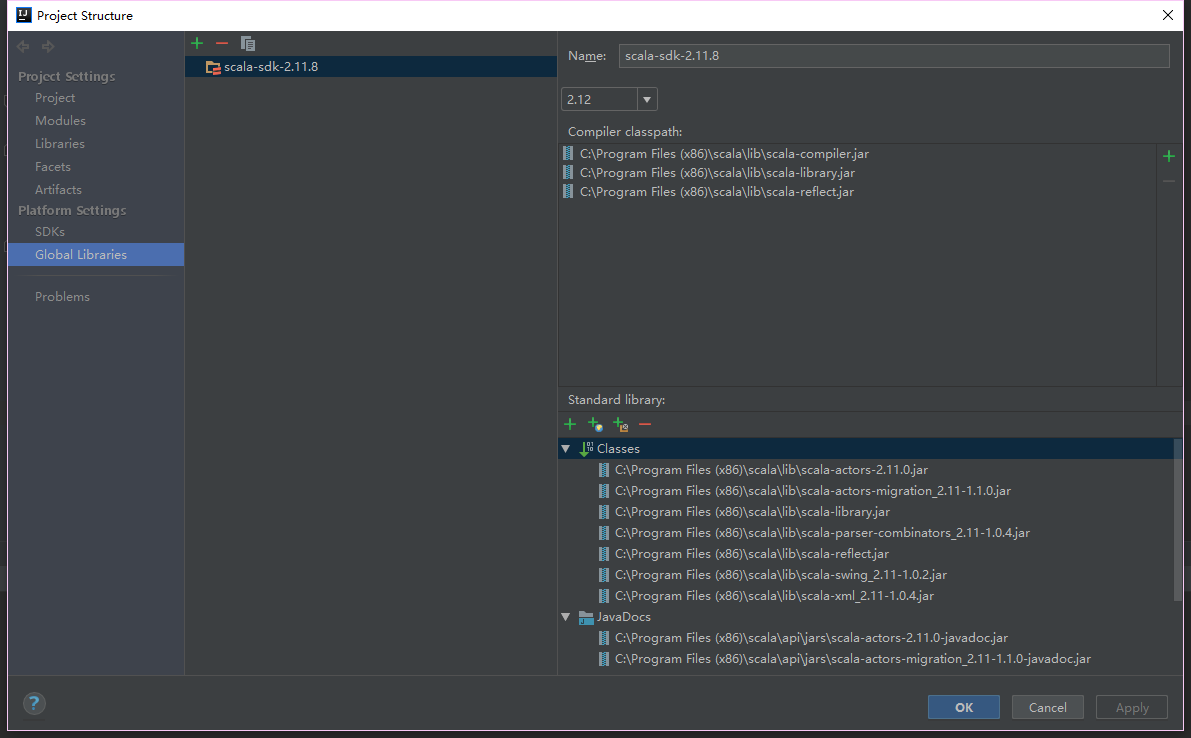 Project Structure
Project Settings
Project
Modules
Libraries
Facets
Artifacts
Platform Settings
SDKs
Global Libraries
Problems
scala-sdk-2.11.8
Name: scala-sdk-2.11.8
2.12
Compiler classpath:
C:\Program Files (x86)\scala\lib\scala-compiler.jar
C:\Program Files (x86)\scala\lib\scala-library.jar
C:\Program Files (x86)\scala\lib\scala-reflect.jar
Standard library:
Classes
C:\Program Files (x86)\scala\lib\scala-actors-2.11.0.jar
C:\Program Files (x86)\scala\lib\scala-actors-migration_2.11-1.1.0.jar
C:\Program Files (x86)\scala\lib\scala-library.jar
C:\Program Files (x86)\scala\lib\scala-parser-combinators_2.11-1.0.4.jar
C:\Program Files (x86)\scala\lib\scala-reflect.jar
C:\Program Files (x86)\scala\lib\scala-swing_2.11-1.0.2.jar
C:\Program Files (x86)\scala\lib\scala-xml_2.11-1.0.4.jar
JavaDocs
C:\Program Files (x86)\scala\api\jars\scala-actors-2.11.0-javadoc.jar
C:\Program Files (x86)\scala\api\jars\scala-actors-migration_2.11-1.1.0-javadoc.jar
?
OK
Cancel
Apply